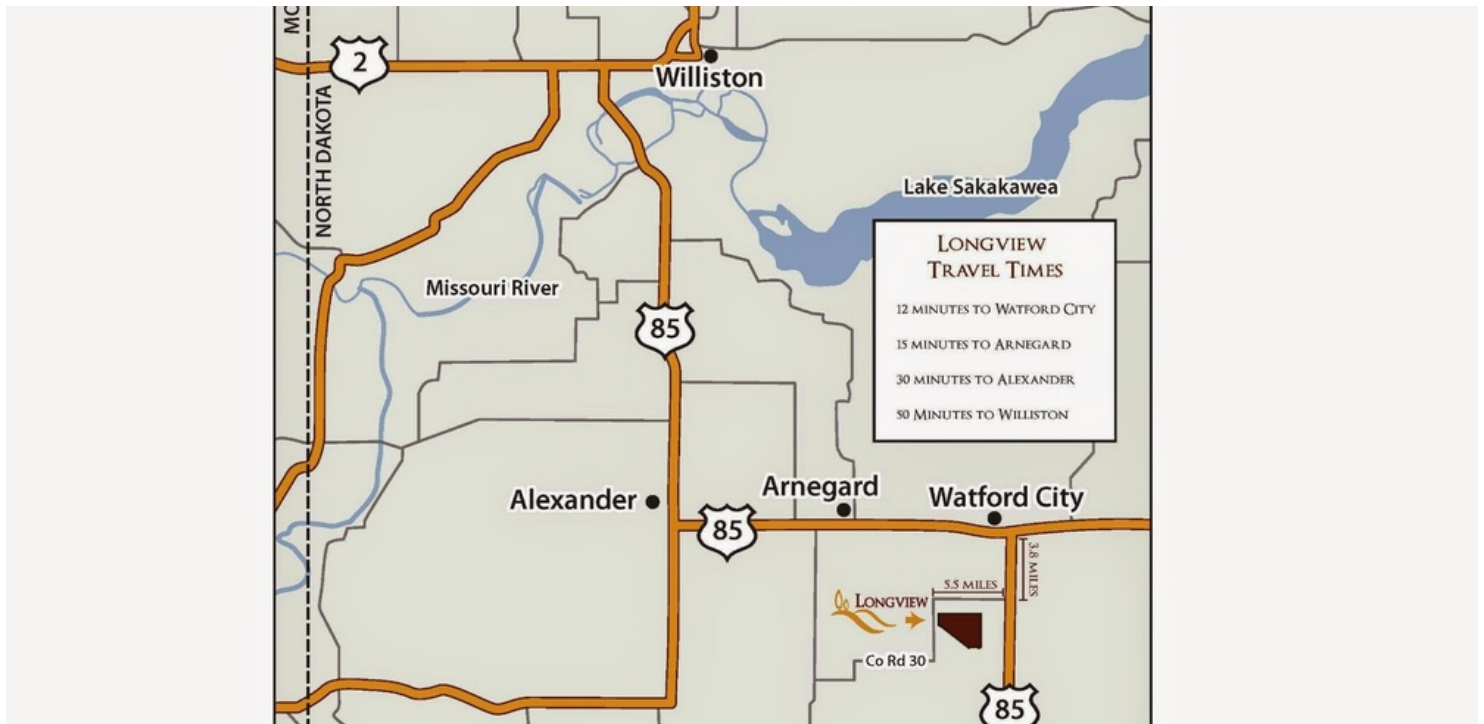 MO
NORTH DAKOTA
2
Williston
Lake Sakakawea
Missouri River
85
LONGVIEW
TRAVEL TIMES
12 MINUTES TO WATFORD CITY
15 MINUTES TO ARNEGARD
30 MINUTES TO ALEXANDER
50 MINUTES TO WILLISTON
Alexander
Arnegard
Watford City
85
3.8 MILES
5.5 MILES
LONGVIEW
Co Rd 30
85